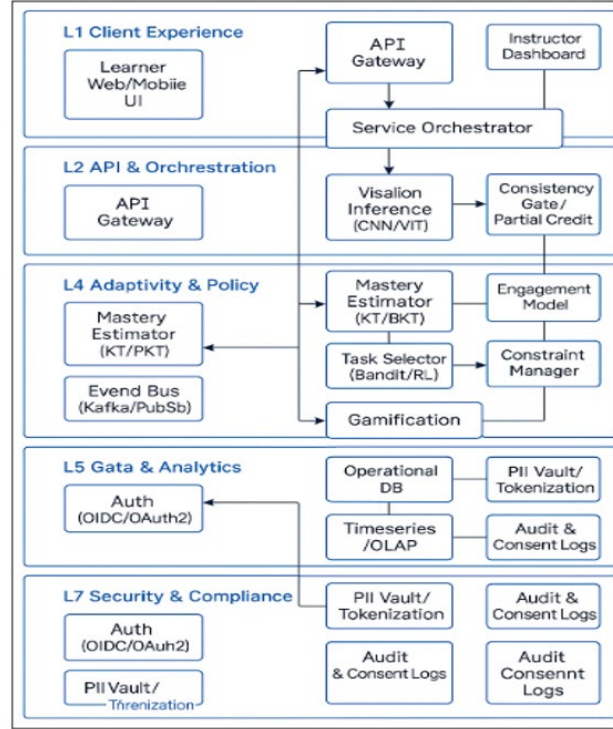 L1 Client Experience
Learner
Web/Mobiie
UI
API
Gateway
Instructor
Dashboard
Service Orchestrator
L2 API & Orchrestration
API
Gateway
Visalion
Inference
(CNN/VIT)
Consistency
Gate/
Partial Credit
L4 Adaptivity & Policy
Mastery
Estimator
(KT/PKT)
Evend Bus
(Kafka/PubSb)
Mastery
Estimator
(KT/BKT)
Engagement
Model
Task Selector
(Bandit/RL)
Constraint
Manager
Gamification
L5 Gata & Analytics
Auth
(OIDC/OAuth2)
Operational
DB
PII Vault/
Tokenization
Timeseries
/OLAP
Audit &
Consent Logs
L7 Security & Compliance
Auth
(OIDC/OAuh2)
PII Vault/
Threnization
PII Vault/
Tokenization
Audit &
Consent Logs
Audit
& Consent Logs
Audit
Consennt
Logs